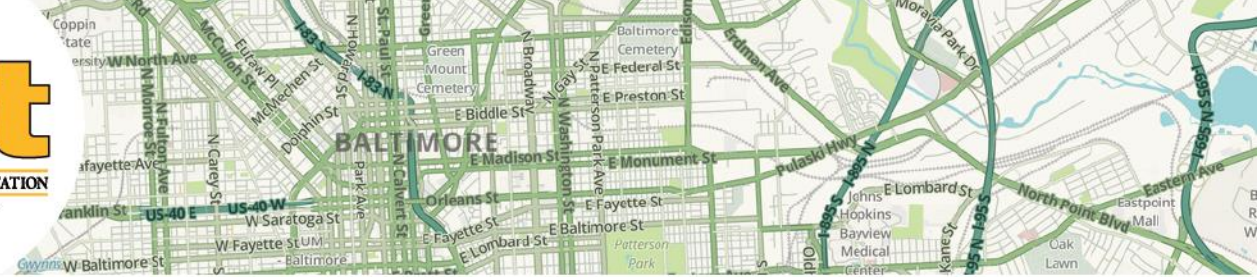 Coppin
State
W North Ave
N Monroe St
N Fulton Ave
McCulloh St
Eutaw Pl
McMechen St
Dolphin St
N Carey St
I-83 S
I-83 N
N Howard St
St. Paul St
Green
Mount
Cemetery
N Broadway
N Gay St
N Washington St
N Patterson Park Ave
Baltimore
Cemetery
E Federal St
E Preston St
E Biddle St
Erdman Ave
Moravia Park Dr
BALTIMORE
E Madison St
E Monument St
Pulaski Hwy
I-895 N
I-895 S
I-695 S
I-695 N
t
ATION
afayette Ave
ranklin St
US-40 E
US-40 W
W Saratoga St
W Fayette St
UM
- Baltimore
Gwynns
W Baltimore St
Park Ave
N Calvert St
Orleans St
E Fayette St
E Lombard St
E Fayette St
E Baltimore St
Patterson
Park
Johns
Hopkins
Bayview
Medical
Center
E Lombard St
Kane St
I-95 S
I-95 N
North Point Blvd
Oak
Lawn
Eastpoint
Mall
Eastern Ave